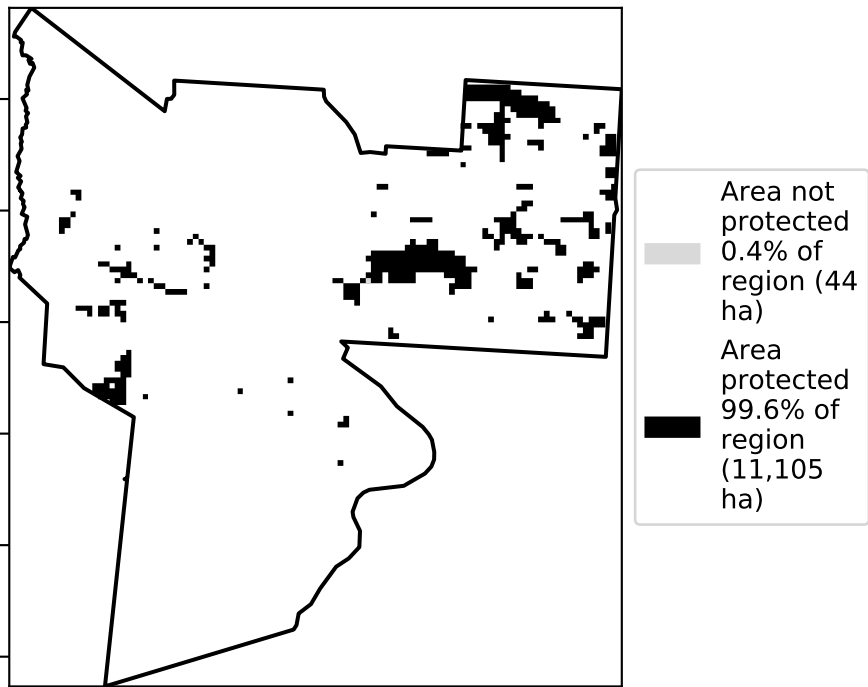 Area not
protected
0.4% of
region (44
ha)
Area
protected
99.6% of
region
(11,105
ha)